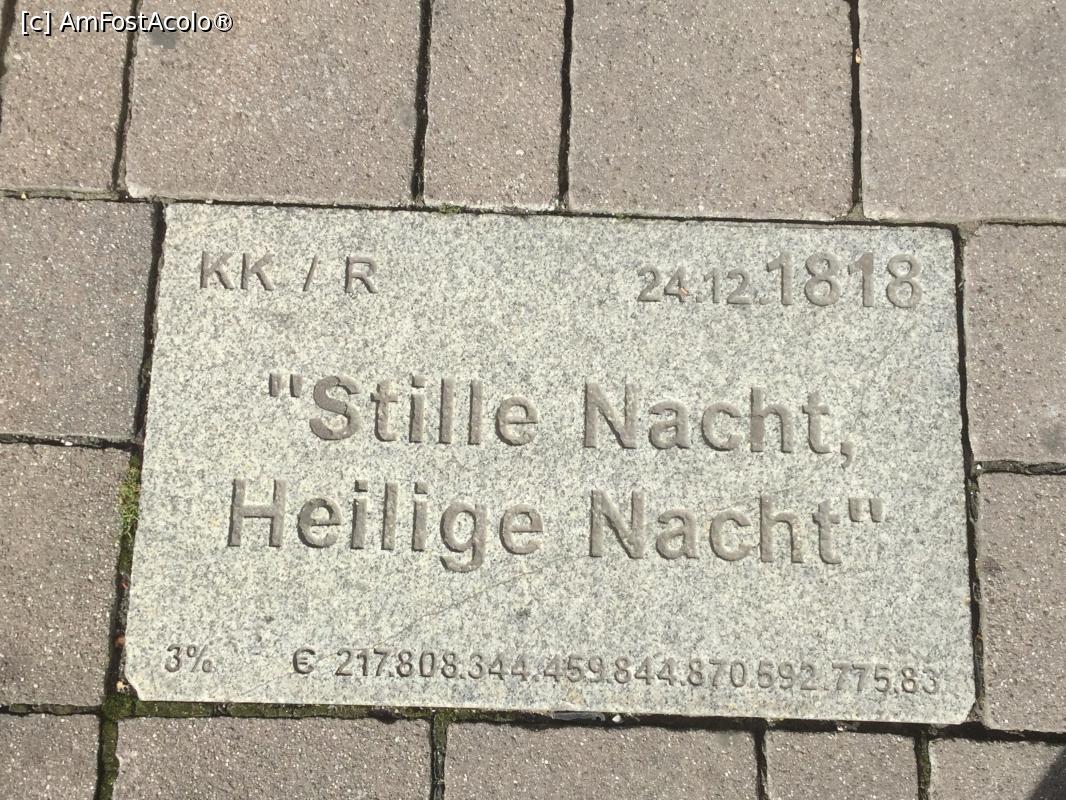 [c] AmFostAcolo®
KK / R 24.12.1818
"Stille Nacht,
Heilige Nacht"
3% € 217.808.344.459.844.870.692.775.83